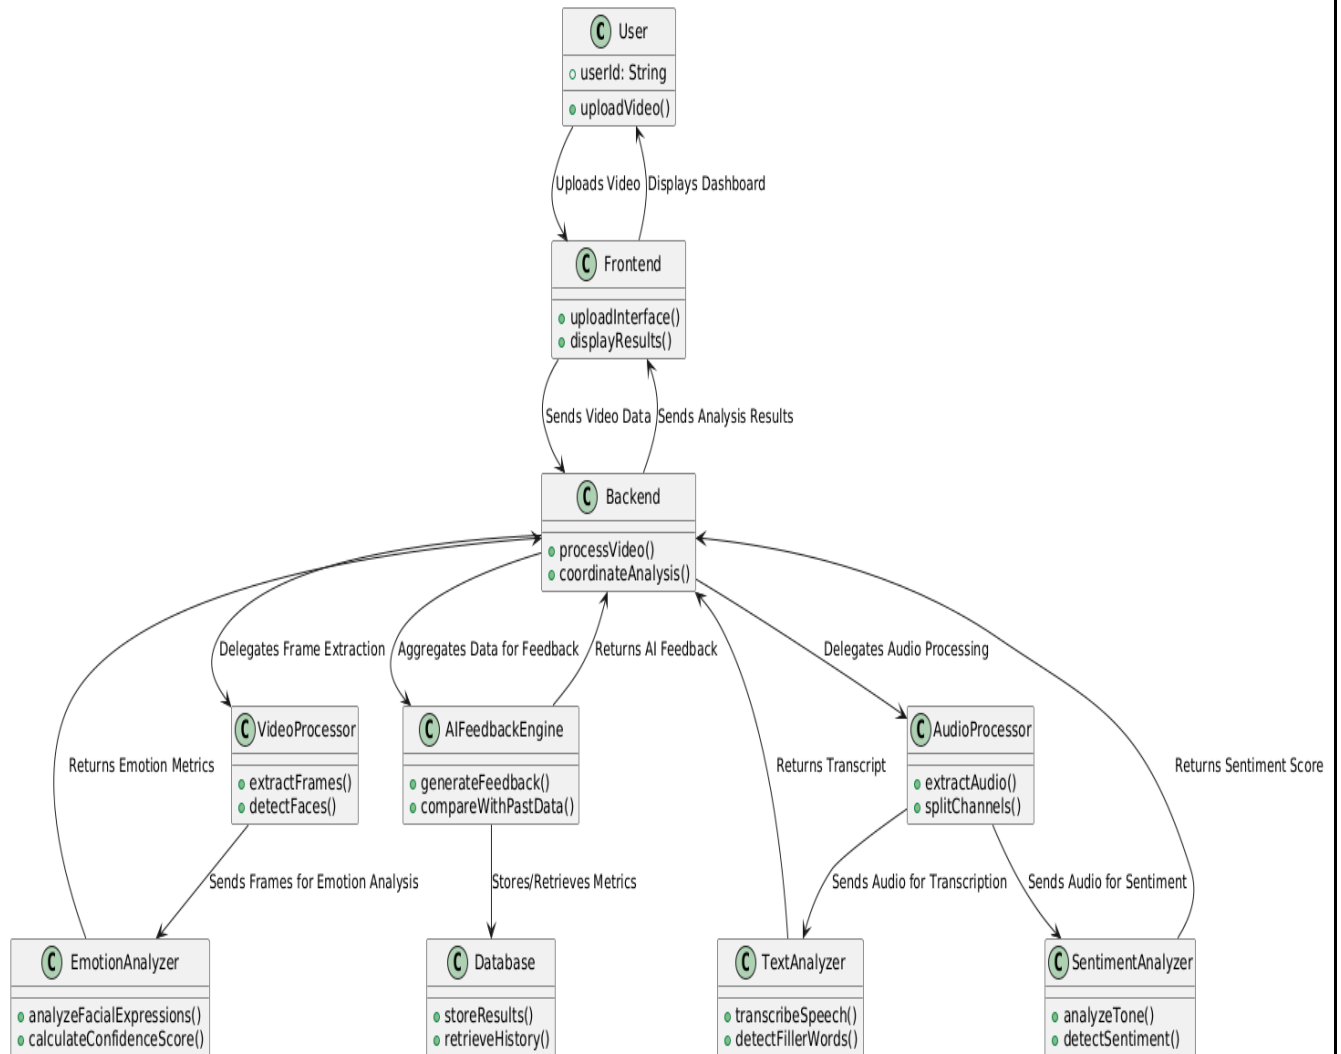 C User
userId: String
uploadVideo()
Uploads Video
Displays Dashboard
C Frontend
uploadInterface()
displayResults()
Sends Video Data
Sends Analysis Results
C Backend
processVideo()
coordinateAnalysis()
Delegates Frame Extraction
Aggregates Data for Feedback
Returns AI Feedback
Delegates Audio Processing
C VideoProcessor
extractFrames()
detectFaces()
C AIFeedbackEngine
generateFeedback()
compareWithPastData()
C AudioProcessor
extractAudio()
splitChannels()
Returns Emotion Metrics
Returns Transcript
Returns Sentiment Score
Sends Frames for Emotion Analysis
Stores/Retrieves Metrics
Sends Audio for Transcription
Sends Audio for Sentiment
C EmotionAnalyzer
analyzeFacialExpressions()
calculateConfidenceScore()
C Database
storeResults()
retrieveHistory()
C TextAnalyzer
transcribeSpeech()
detectFillerWords()
C SentimentAnalyzer
analyzeTone()
detectSentiment()